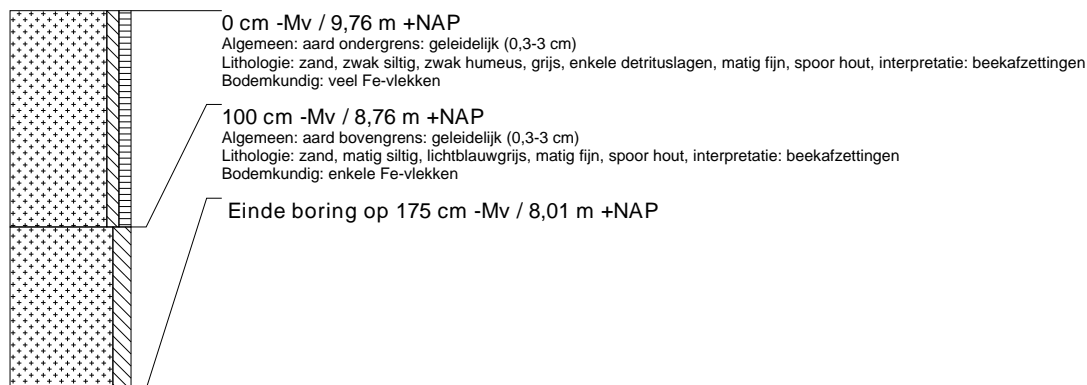 0 cm -Mv / 9,76 m +NAP
Algemeen: aard ondergrens: geleidelijk (0,3-3 cm)
Lithologie: zand, zwak siltig, zwak humeus, grijs, enkele detrituslagen, matig fijn, spoor hout, interpretatie: beekafzettingen
Bodemkundig: veel Fe-vlekken
100 cm -Mv / 8,76 m +NAP
Algemeen: aard bovengrens: geleidelijk (0,3-3 cm)
Lithologie: zand, matig siltig, lichtblauwgrijs, matig fijn, spoor hout, interpretatie: beekafzettingen
Bodemkundig: enkele Fe-vlekken
Einde boring op 175 cm -Mv / 8,01 m +NAP